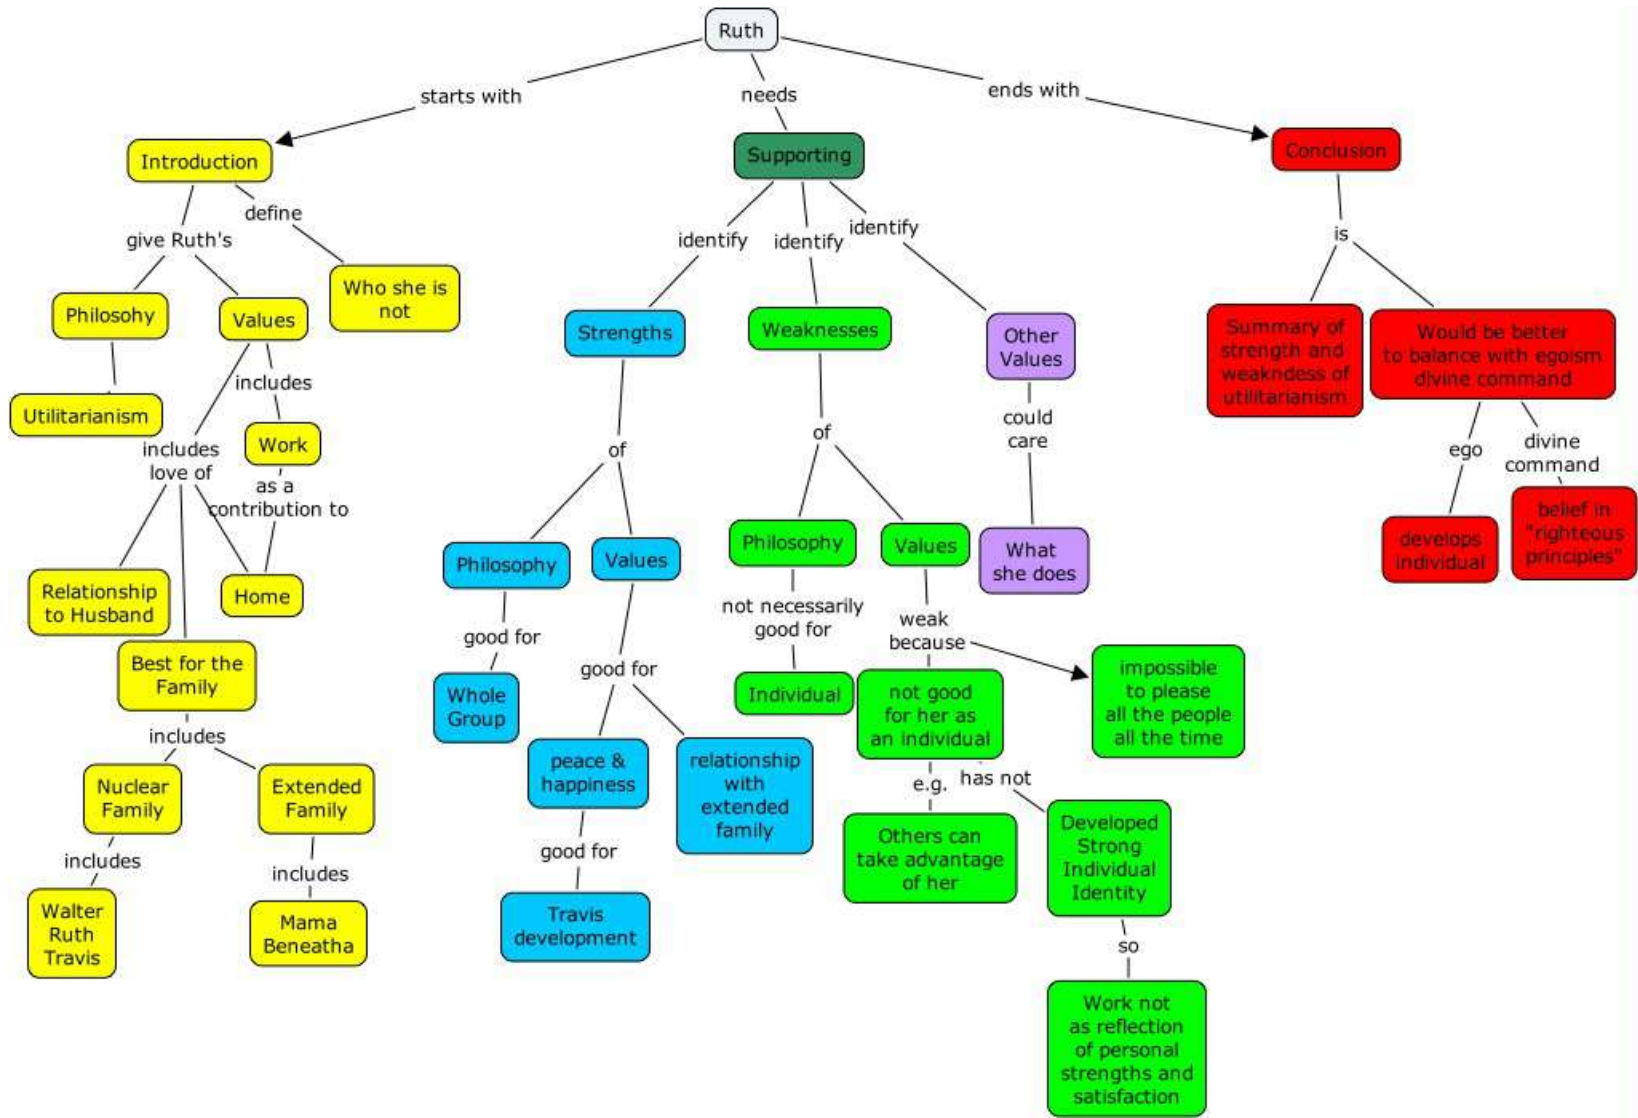 Ruth
starts with
needs
ends with
Introduction
Supporting
Conclusion
define
give Ruth's
identify
identify
identify
is
Philosohy
Values
Who she is
not
Strengths
Weaknesses
Other
Values
Summary of
strength and
weakndess of
utilitarianism
Would be better
to balance with egoism
divine command
includes
Utilitarianism
Work
includes
love of
as a
contribution to
of
of
could
care
ego
divine
command
Relationship
to Husband
Home
Philosophy
Values
Philosophy
Values
What
she does
develops
individual
belief in
"righteous
principles"
Best for the
Family
good for
good for
not necessarily
good for
weak
because
Whole
Group
Individual
not good
for her as
an individual
impossible
to please
all the people
all the time
includes
Nuclear
Family
Extended
Family
peace &
happiness
relationship
with
extended
family
e.g.
has not
includes
includes
good for
Others can
take advantage
of her
Developed
Strong
Individual
Identity
Walter
Ruth
Travis
Mama
Beneatha
Travis
development
so
Work not
as reflection
of personal
strengths and
satisfaction